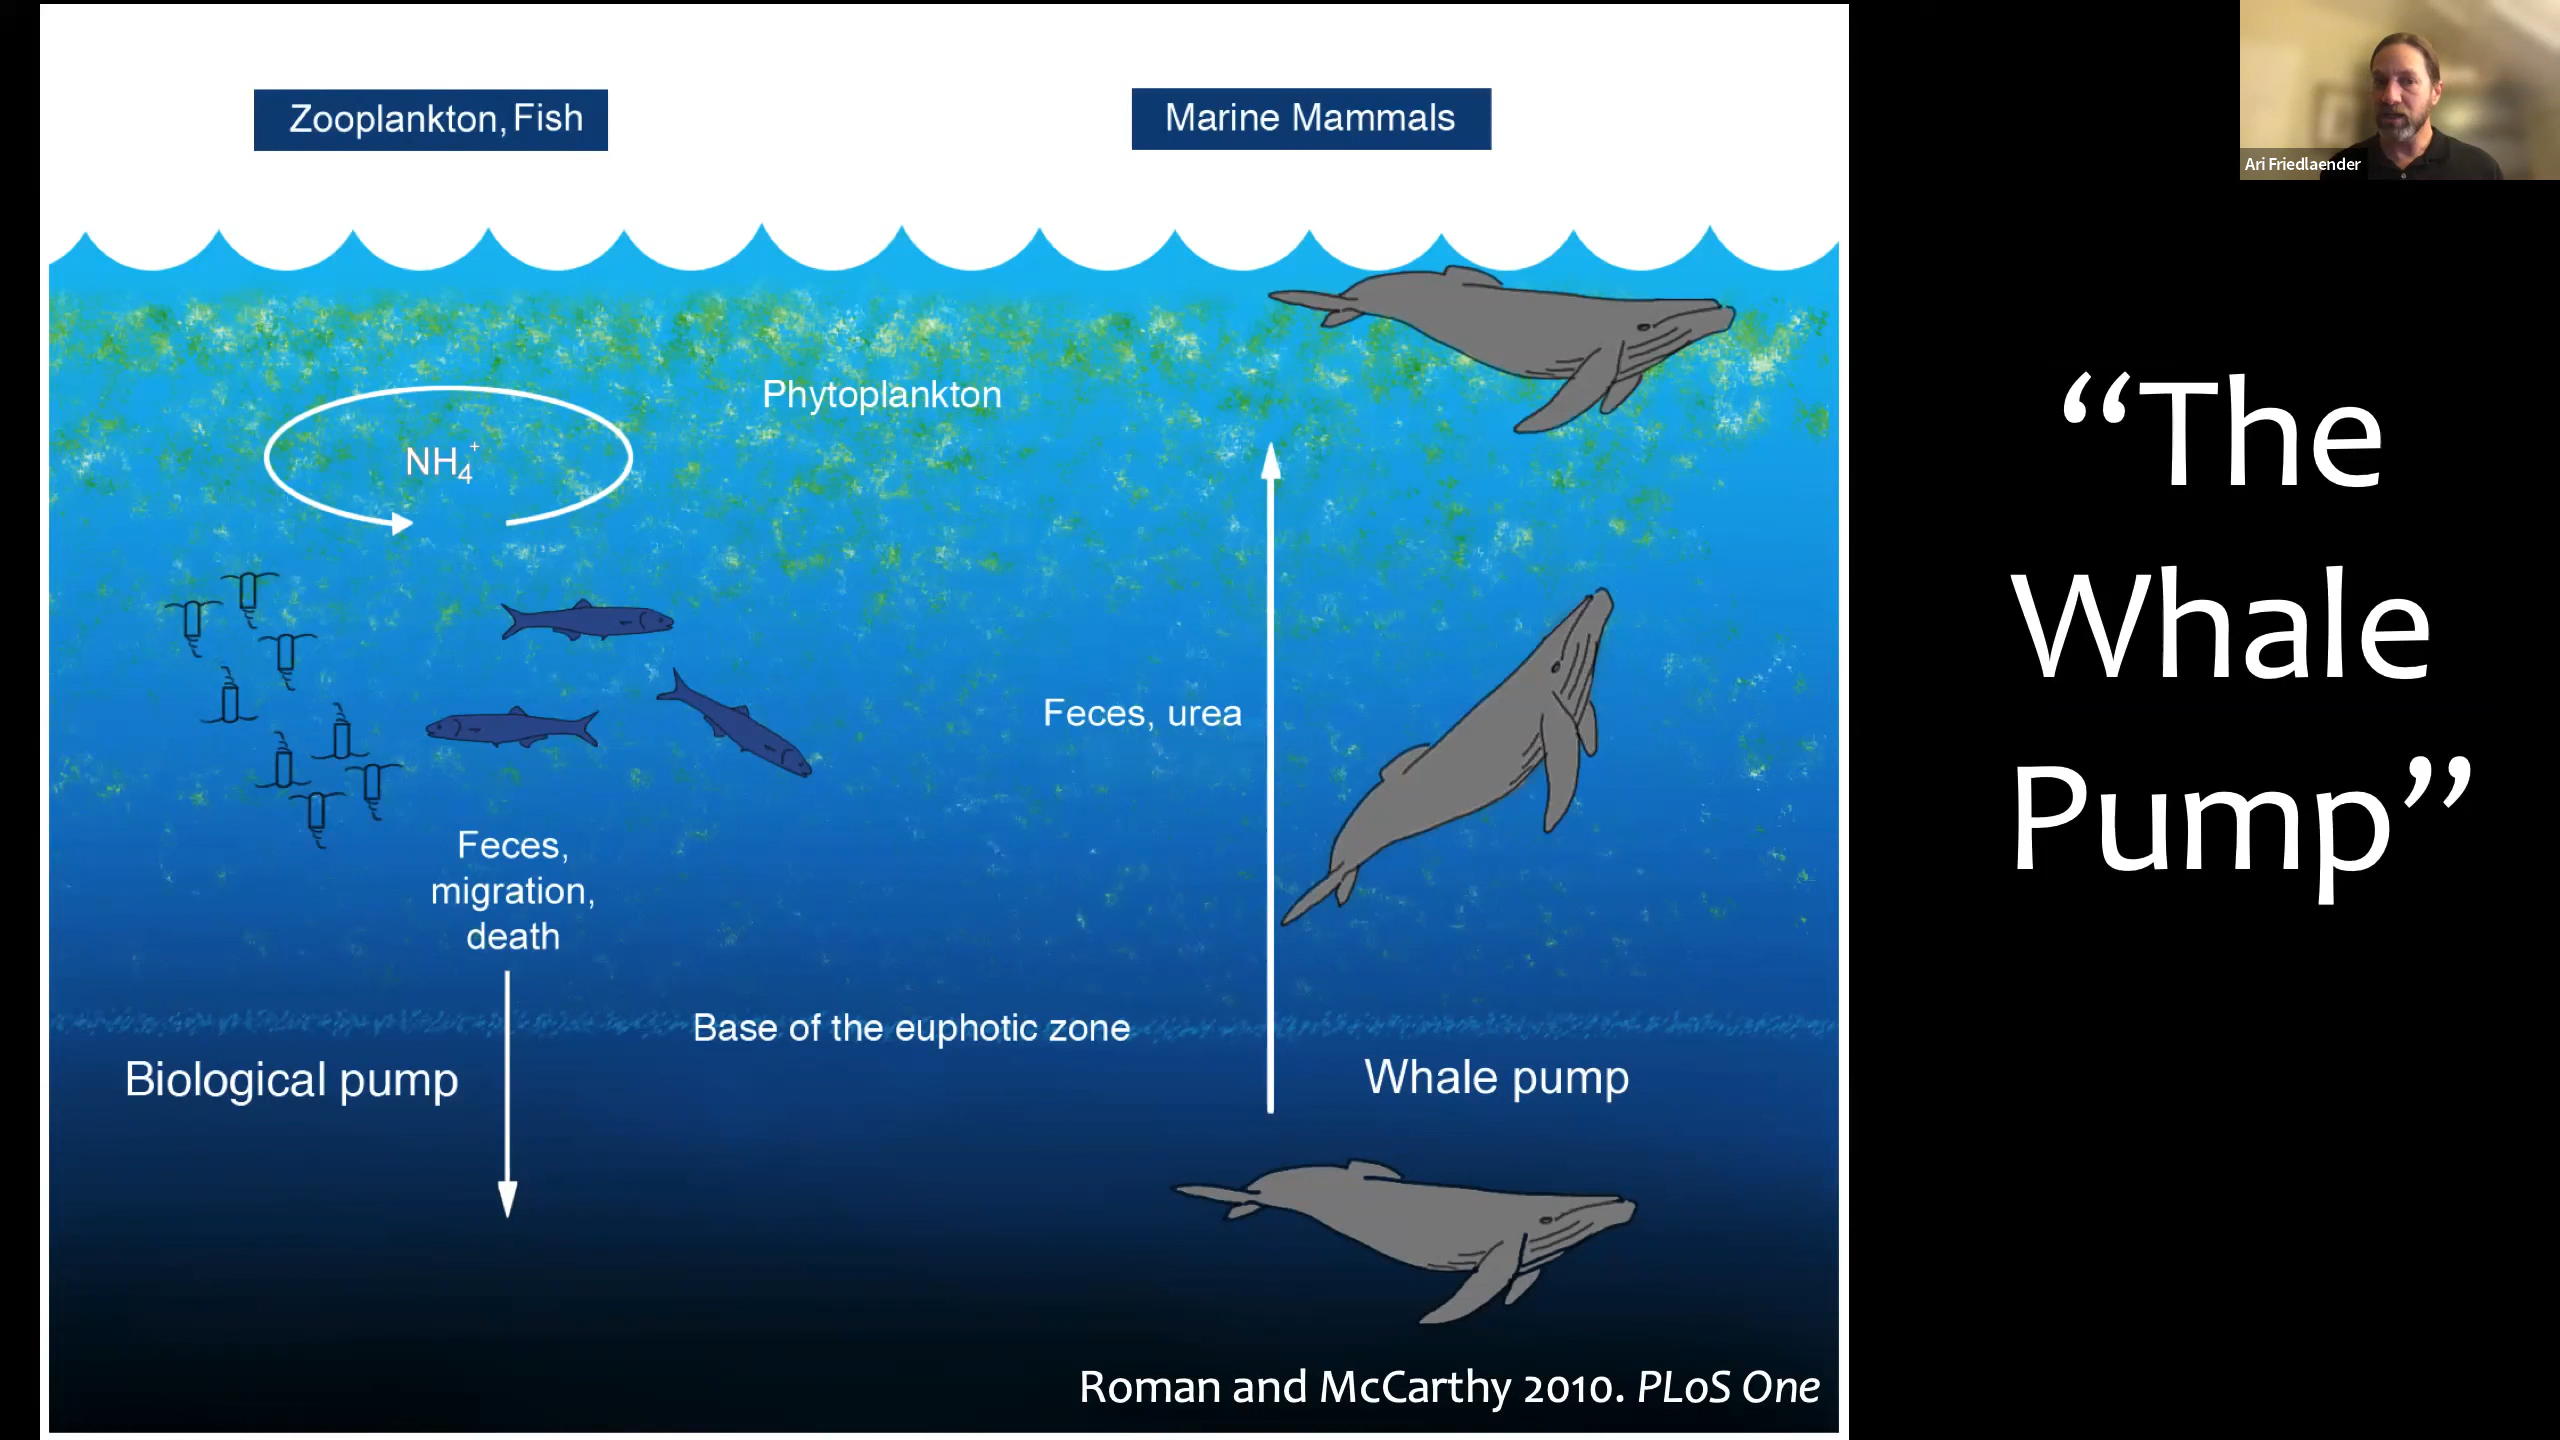 Zooplankton, Fish
Marine Mammals
Ari Friedlaender
Phytoplankton
NH₄⁺
Feces, urea
Feces,
migration,
death
Base of the euphotic zone
Biological pump
Whale pump
Roman and McCarthy 2010. PLoS One
“The
Whale
Pump”